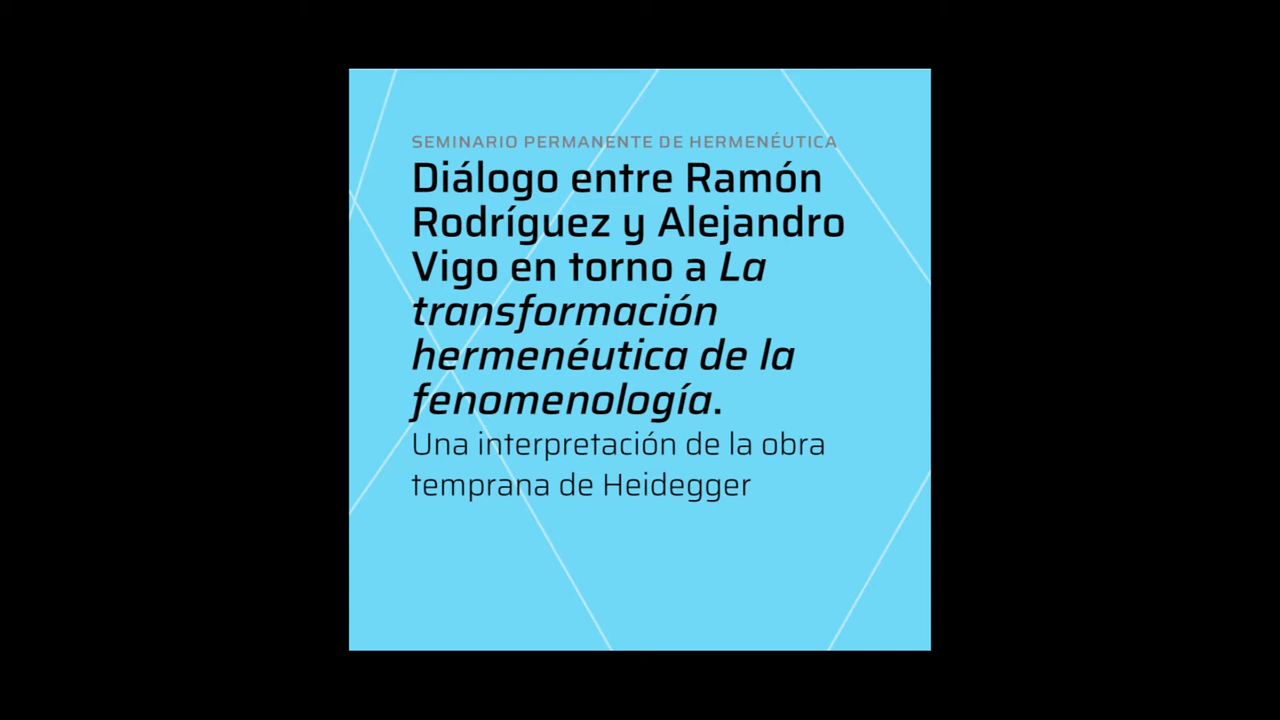 SEMINARIO PERMANENTE DE HERMENÉUTICA
Diálogo entre Ramón
Rodríguez y Alejandro
Vigo en torno a La
transformación
hermenéutica de la
fenomenología.
Una interpretación de la obra
temprana de Heidegger